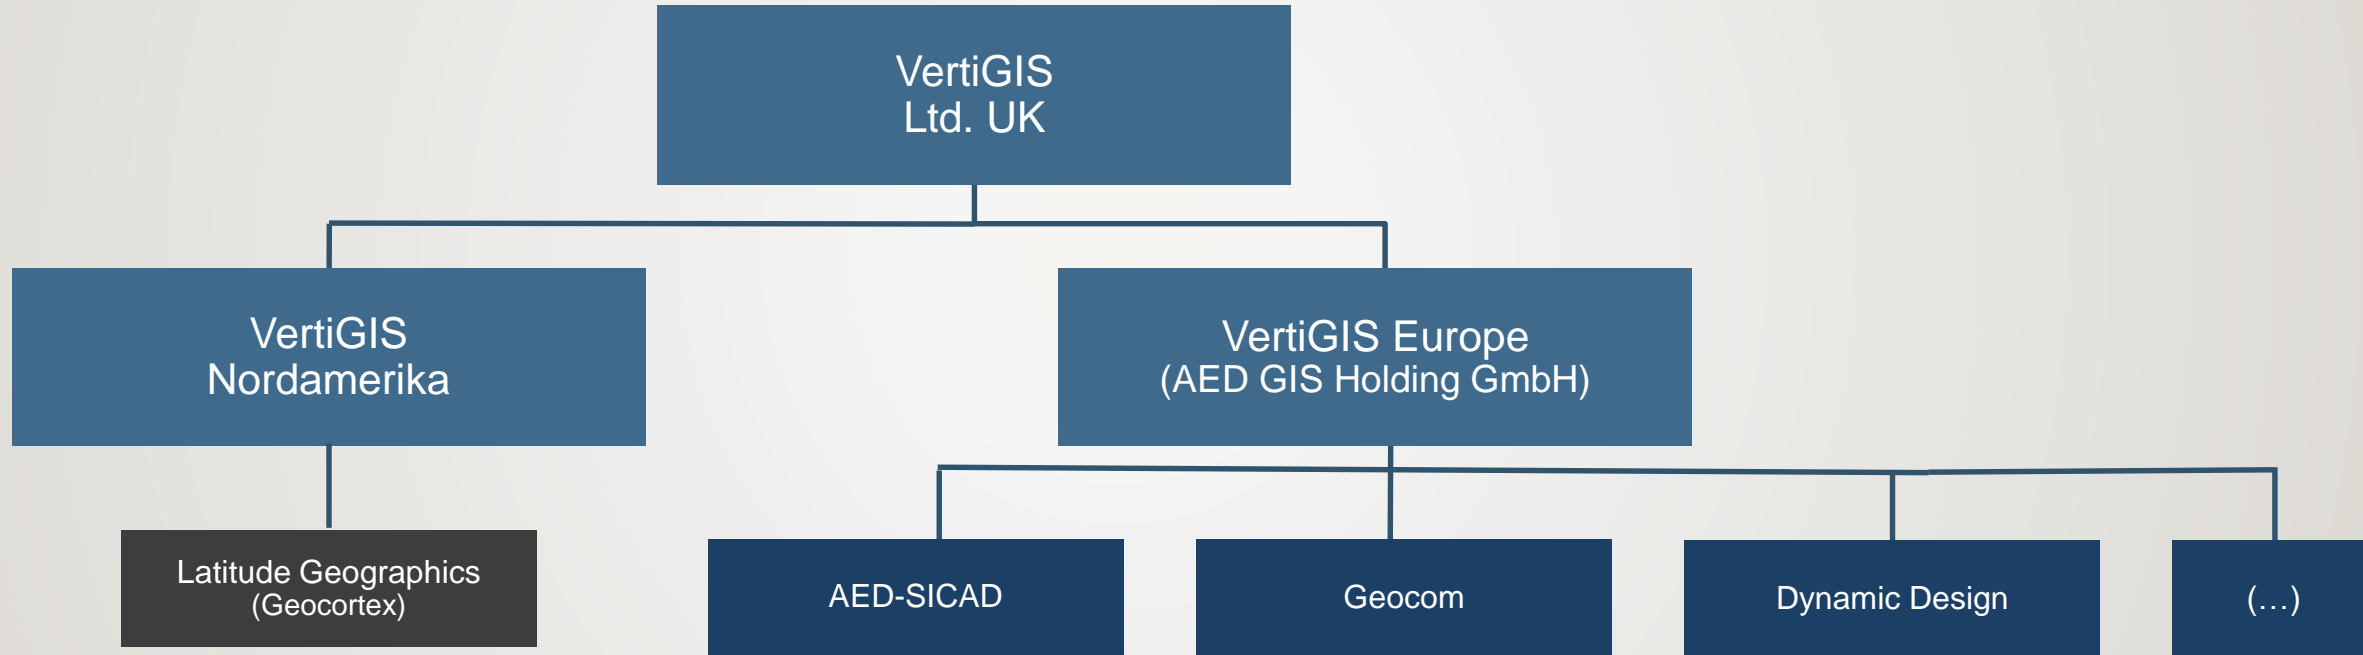 VertiGIS
Ltd. UK
VertiGIS
Nordamerika
VertiGIS Europe
(AED GIS Holding GmbH)
Latitude Geographics
(Geocortex)
AED-SICAD
Geocom
Dynamic Design
(…)